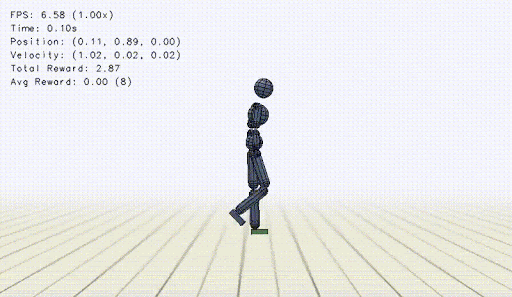 FPS: 6.58 (1.00x)
Time: 0.10s
Position: (0.11, 0.89, 0.00)
Velocity: (1.02, 0.02, 0.02)
Total Reward: 2.87
Avg Reward: 0.00 (8)